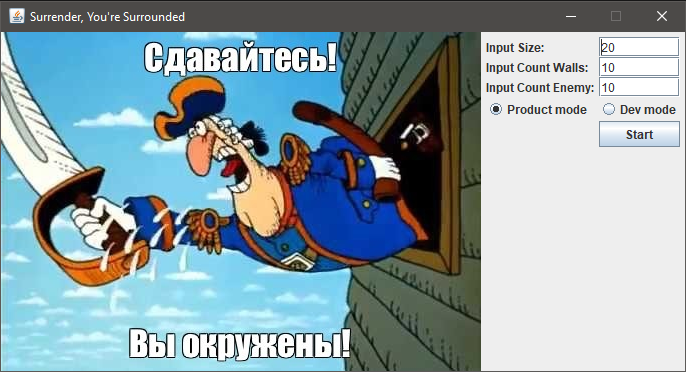 Surrender, You're Surrounded
Сдавайтесь!
Вы окружены!
Input Size: 20
Input Count Walls: 10
Input Count Enemy: 10
Product mode Dev mode
Start